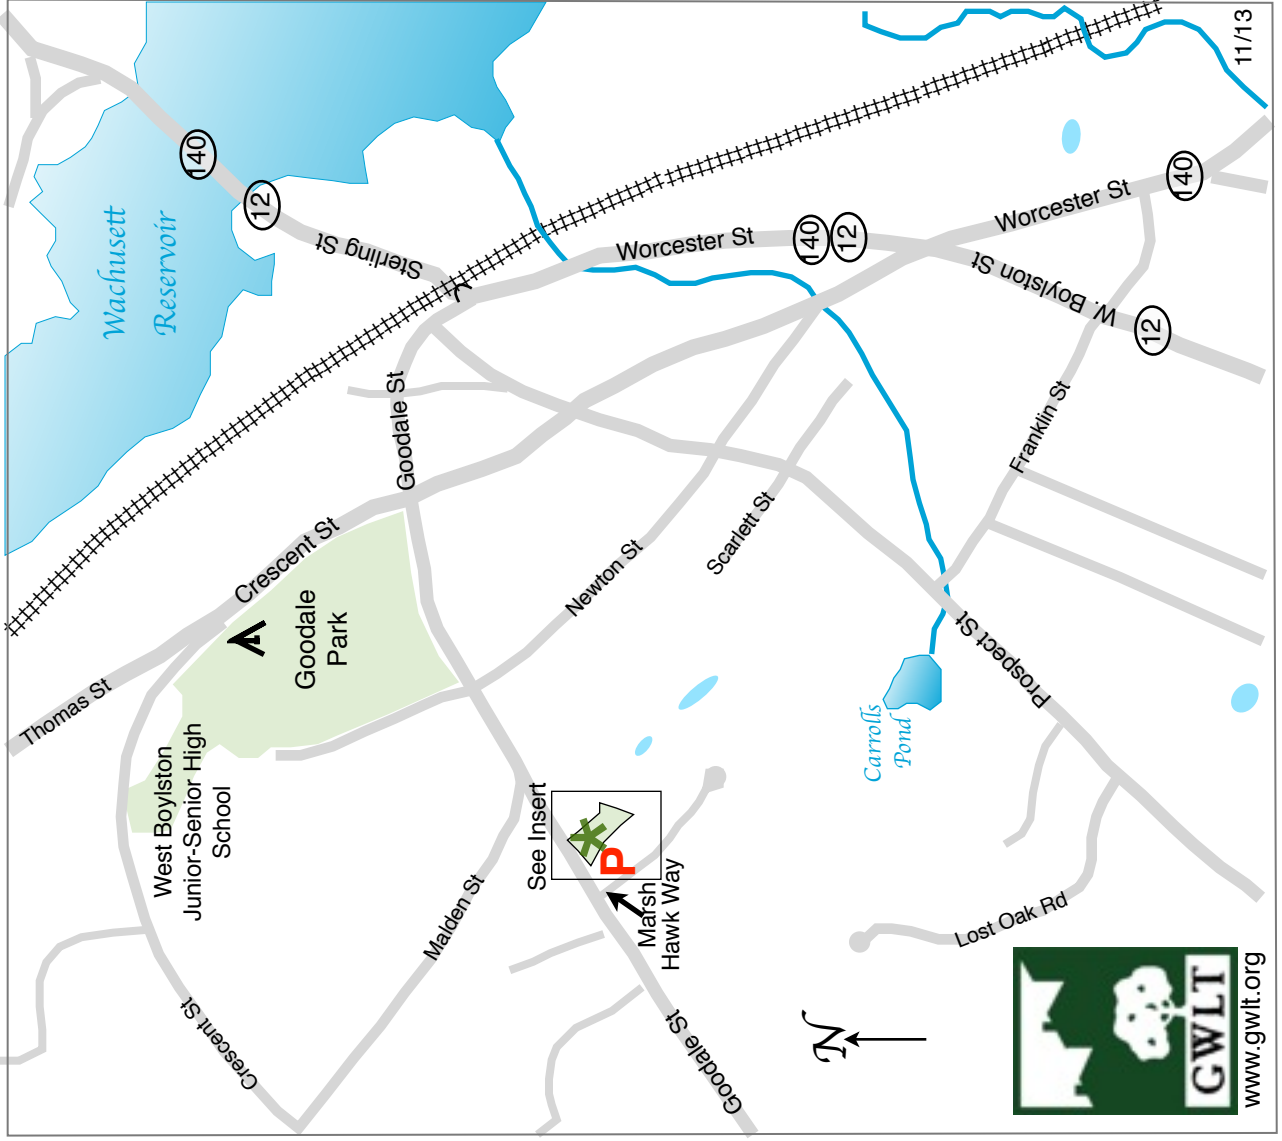 11/13
140
12
Wachusett
Reservoir
Sterling St
Worcester St
140
12
Worcester St
140
W. Boylston St
12
Goodale St
Franklin St
Crescent St
Scarlett St
Newton St
Goodale
Park
Thomas St
Prospect St
Carrolls
Pond
West Boylston
Junior-Senior High
School
See Insert
P
Marsh
Hawk Way
Malden St
Lost Oak Rd
Crescent St
Goodale St
N
GWLT
www.gwlt.org